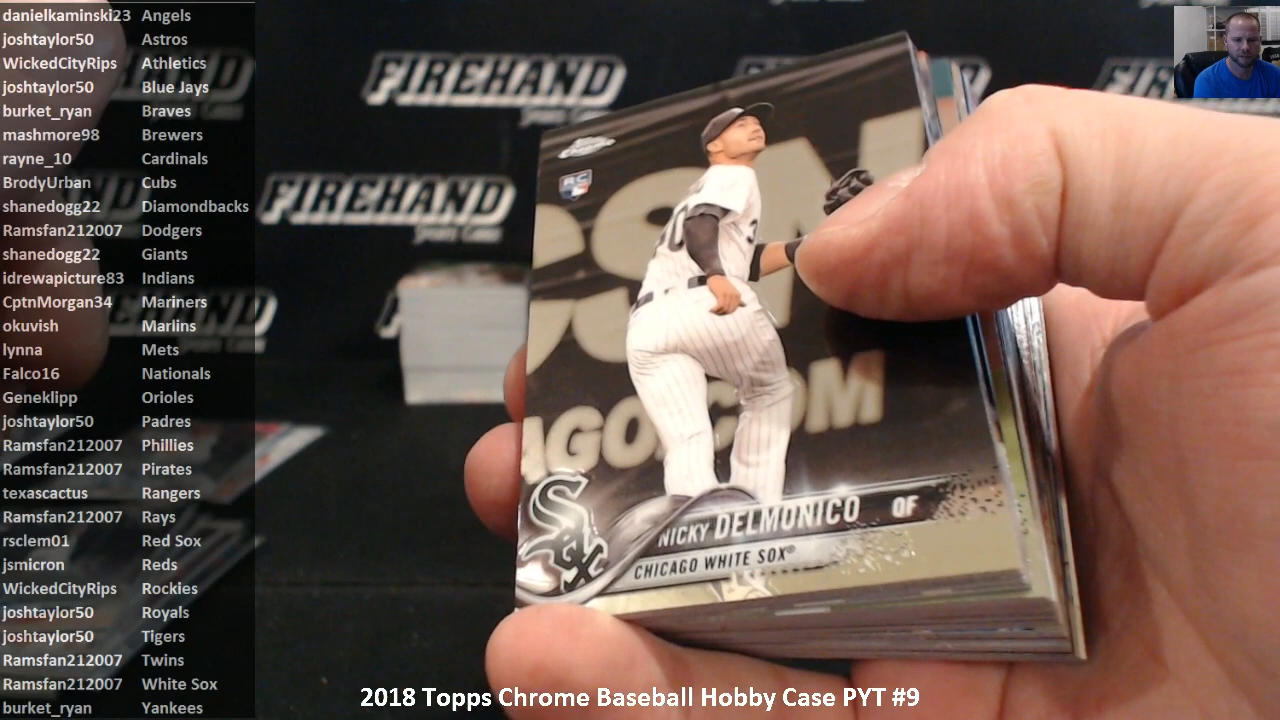 danielkaminski23 Angels
joshtaylor50 Astros
WickedCityRips Athletics
joshtaylor50 Blue Jays
burket_ryan Braves
mashmore98 Brewers
rayne_10 Cardinals
BrodyUrban Cubs
shanedogg22 Diamondbacks
Ramsfan212007 Dodgers
shanedogg22 Giants
idrewapicture83 Indians
CptnMorgan34 Mariners
okuvish Marlins
lynna Mets
Falco16 Nationals
Geneklipp Orioles
joshtaylor50 Padres
Ramsfan212007 Phillies
Ramsfan212007 Pirates
texascactus Rangers
Ramsfan212007 Rays
rsclem01 Red Sox
jsmicron Reds
WickedCityRips Rockies
joshtaylor50 Royals
joshtaylor50 Tigers
Ramsfan212007 Twins
Ramsfan212007 White Sox
burket_ryan Yankees
FIREHAND
FIREHAND
RC
AGO.COM
Sox
NICKY DELMONICO OF
CHICAGO WHITE SOX®
2018 Topps Chrome Baseball Hobby Case PYT #9